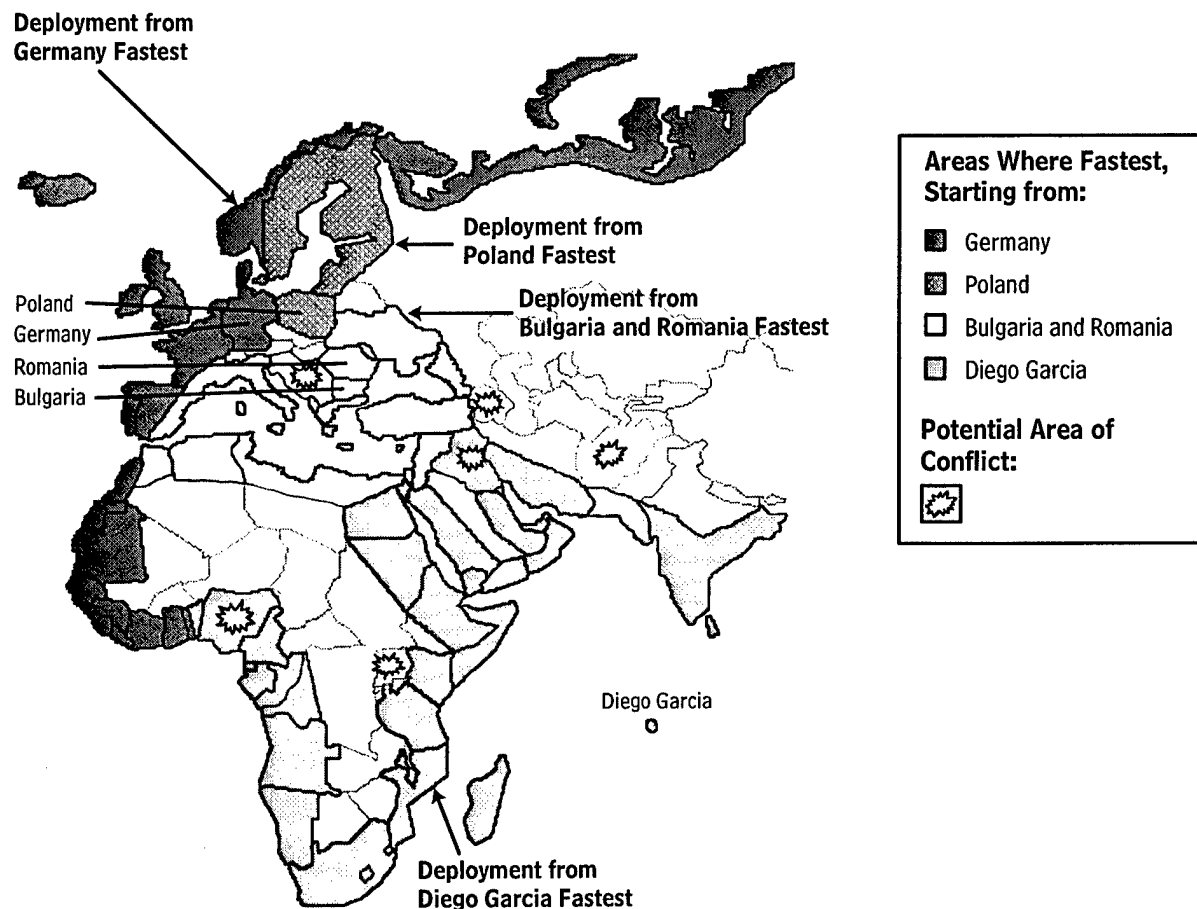 Deployment from
Germany Fastest
Areas Where Fastest,
Starting from:
Germany
Poland
Bulgaria and Romania
Diego Garcia
Potential Area of
Conflict:
Deployment from
Poland Fastest
Deployment from
Bulgaria and Romania Fastest
Poland
Germany
Romania
Bulgaria
Diego Garcia
Deployment from
Diego Garcia Fastest